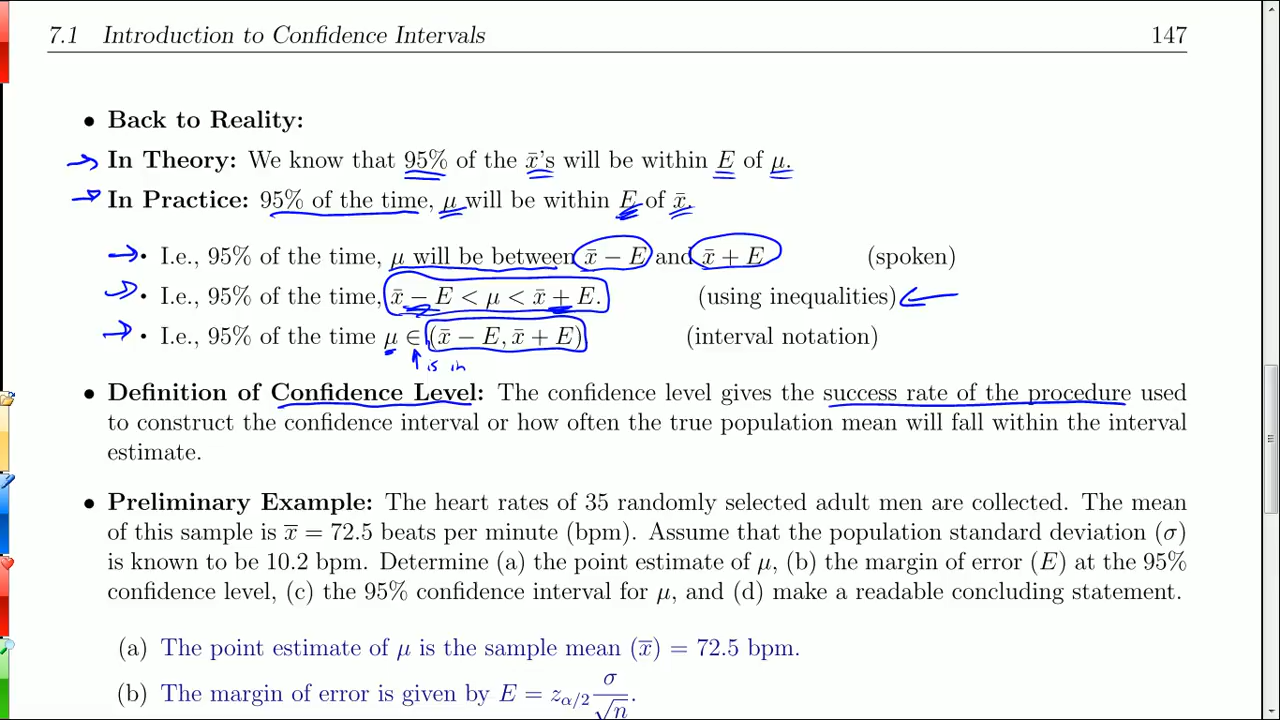 7.1 Introduction to Confidence Intervals 147
• Back to Reality:
In Theory: We know that 95% of the x̄'s will be within E of μ.
In Practice: 95% of the time, μ will be within E of x̄.
· I.e., 95% of the time, μ will be between x̄ − E and x̄ + E (spoken)
· I.e., 95% of the time, x̄ − E < μ < x̄ + E. (using inequalities)
· I.e., 95% of the time μ ∈ (x̄ − E, x̄ + E) (interval notation)
is in
• Definition of Confidence Level: The confidence level gives the success rate of the procedure used
to construct the confidence interval or how often the true population mean will fall within the interval
estimate.
• Preliminary Example: The heart rates of 35 randomly selected adult men are collected. The mean
of this sample is x̄ = 72.5 beats per minute (bpm). Assume that the population standard deviation (σ)
is known to be 10.2 bpm. Determine (a) the point estimate of μ, (b) the margin of error (E) at the 95%
confidence level, (c) the 95% confidence interval for μ, and (d) make a readable concluding statement.
(a) The point estimate of μ is the sample mean (x̄) = 72.5 bpm.
(b) The margin of error is given by E = z_{α/2} σ/√n.